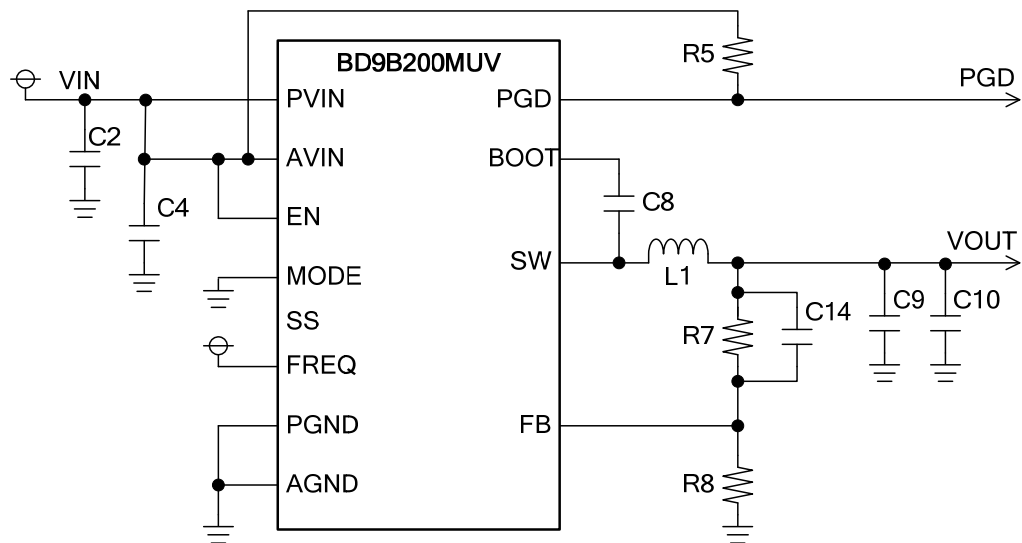 BD9B200MUV
R5
VIN
PVIN
PGD
PGD
C2
AVIN
BOOT
C4
EN
C8
SW
L1
VOUT
MODE
SS
R7
C14
C9
C10
FREQ
PGND
FB
AGND
R8